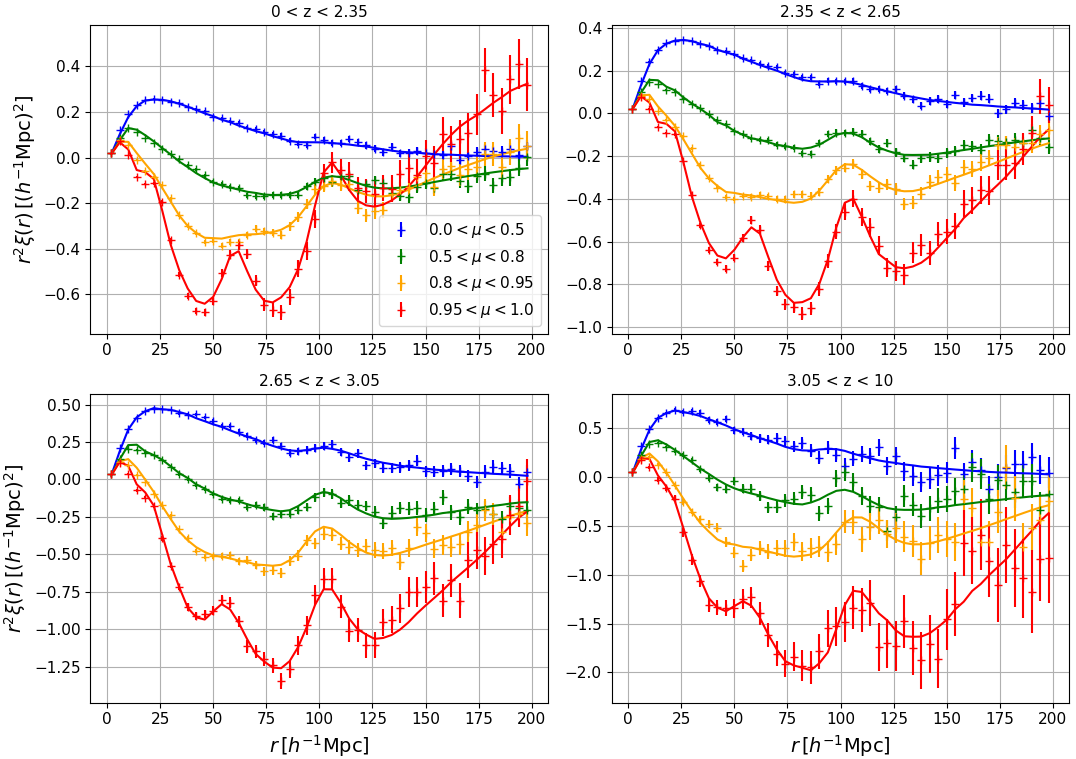 0 < z < 2.35
2.35 < z < 2.65
r²ξ(r) [(h⁻¹Mpc)²]
0.4
0.2
0.0
−0.2
−0.4
−0.6
0.0 < μ < 0.5
0.5 < μ < 0.8
0.8 < μ < 0.95
0.95 < μ < 1.0
0 25 50 75 100 125 150 175 200
0.4
0.2
0.0
−0.2
−0.4
−0.6
−0.8
−1.0
0 25 50 75 100 125 150 175 200
2.65 < z < 3.05
3.05 < z < 10
r²ξ(r) [(h⁻¹Mpc)²]
0.50
0.25
0.00
−0.25
−0.50
−0.75
−1.00
−1.25
0 25 50 75 100 125 150 175 200
r [h⁻¹Mpc]
0.5
0.0
−0.5
−1.0
−1.5
−2.0
0 25 50 75 100 125 150 175 200
r [h⁻¹Mpc]